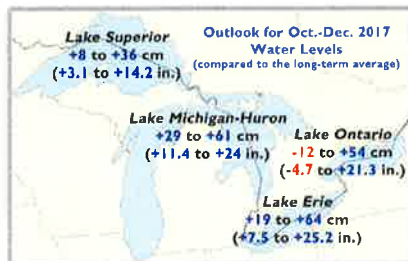 Outlook for Oct.-Dec. 2017
Water Levels
(compared to the long-term average)
Lake Superior
+8 to +36 cm
(+3.1 to +14.2 in.)
Lake Michigan-Huron
+29 to +61 cm
(+11.4 to +24 in.)
Lake Ontario
-12 to +54 cm
(-4.7 to +21.3 in.)
Lake Erie
+19 to +64 cm
(+7.5 to +25.2 in.)